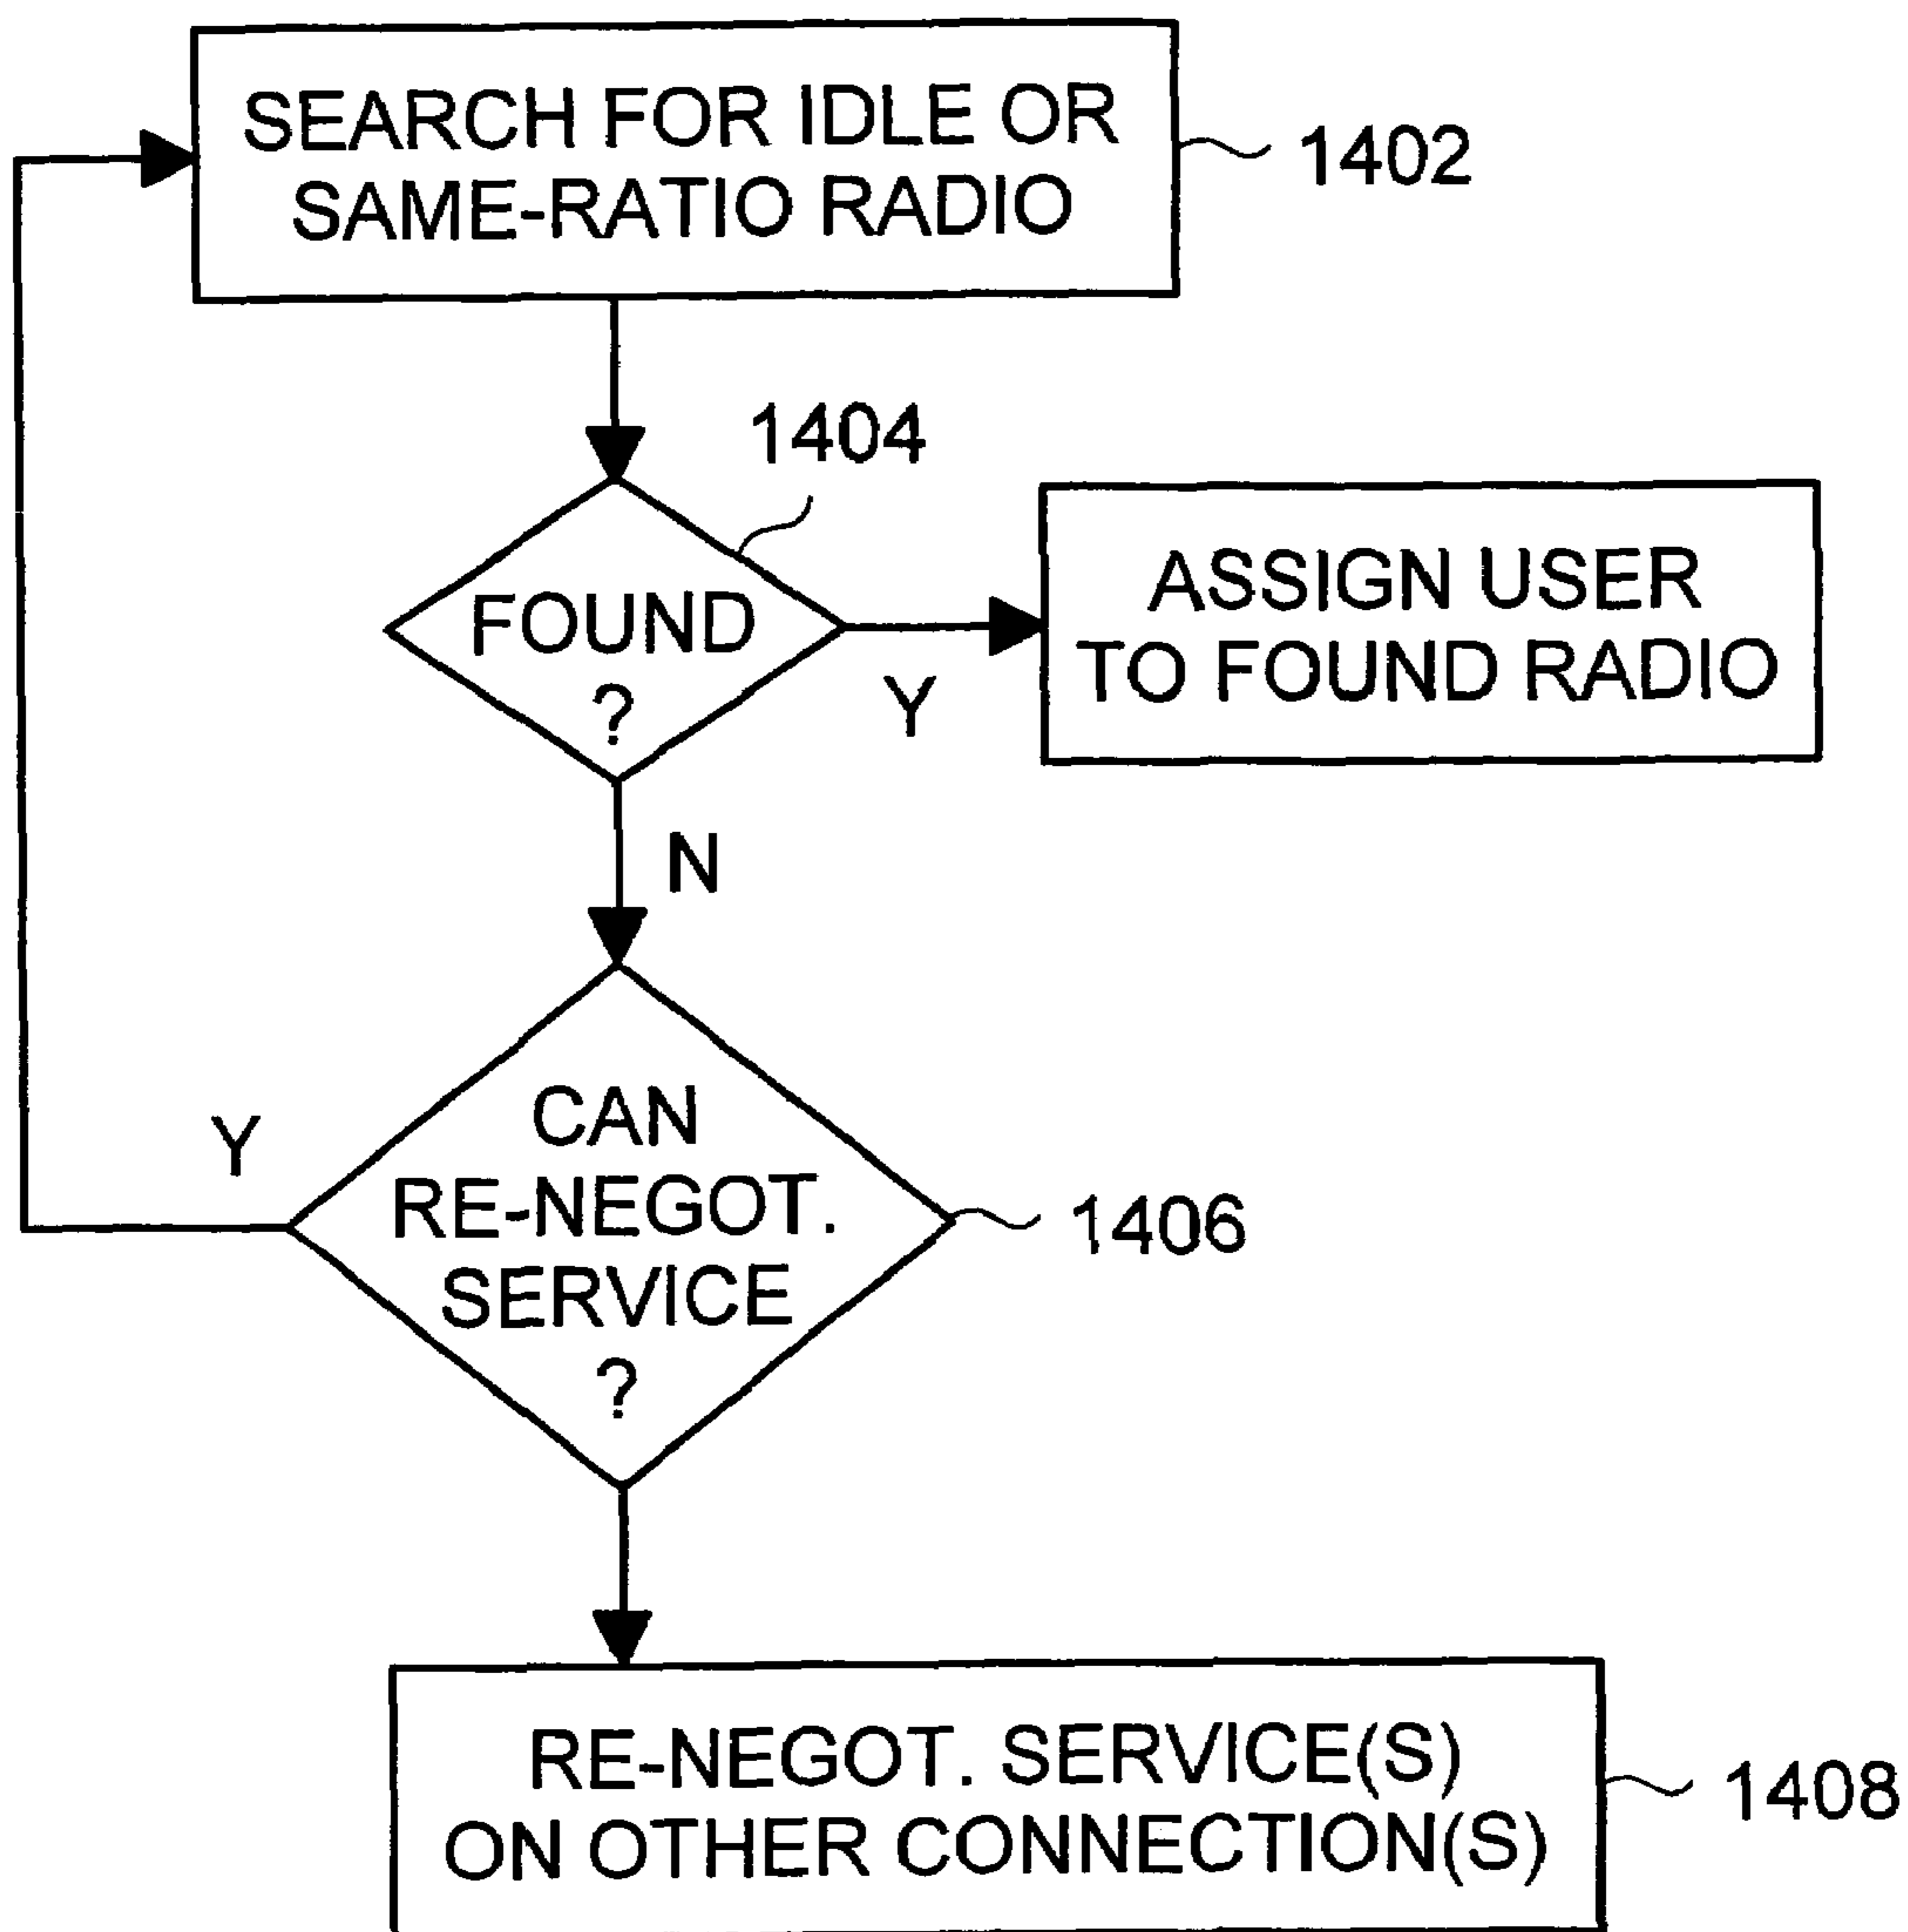 SEARCH FOR IDLE OR
SAME-RATIO RADIO
1402
1404
FOUND
?
Y
ASSIGN USER
TO FOUND RADIO
N
CAN
RE-NEGOT.
SERVICE
?
Y
1406
RE-NEGOT. SERVICE(S)
ON OTHER CONNECTION(S)
1408